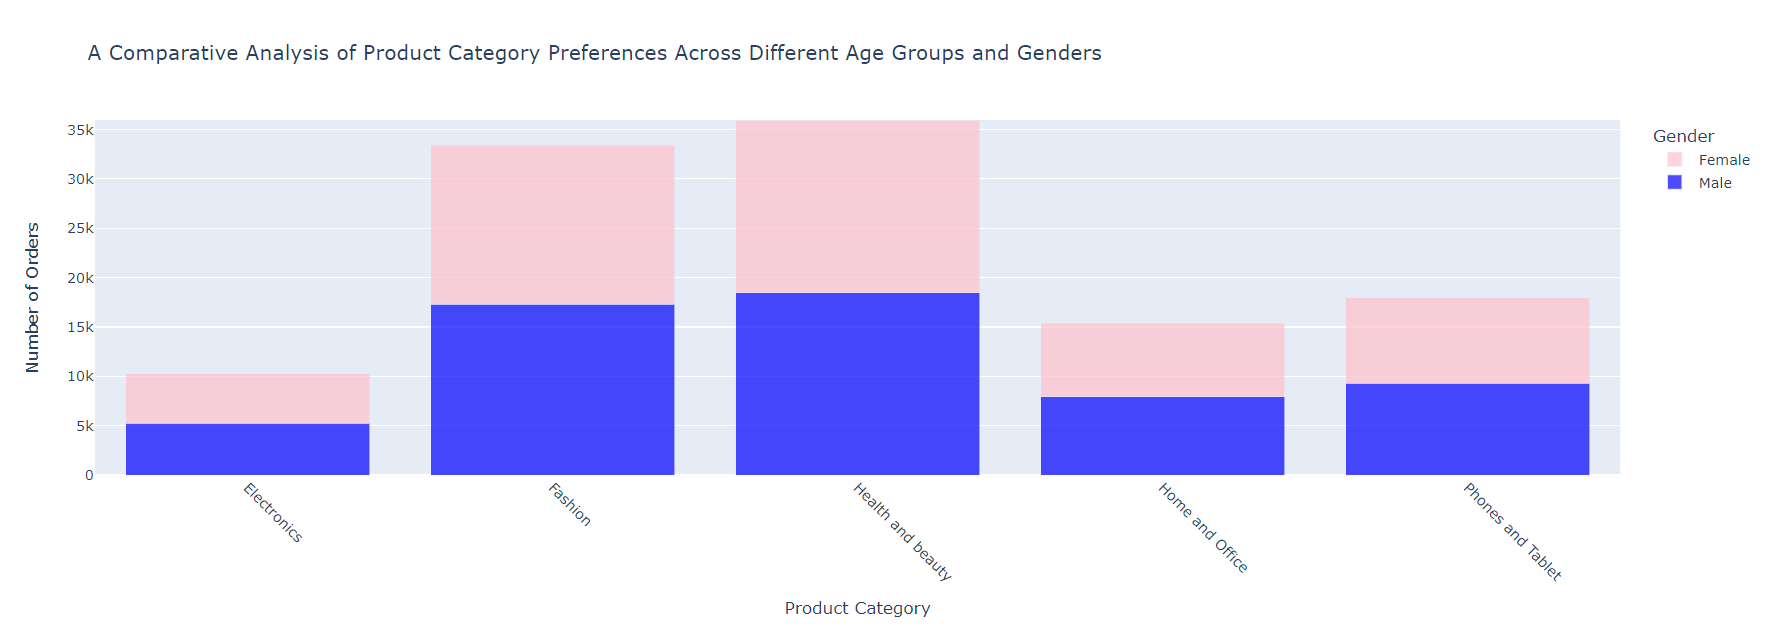 A Comparative Analysis of Product Category Preferences Across Different Age Groups and Genders
35k
30k
25k
20k
15k
10k
5k
0
Number of Orders
Electronics
Fashion
Health and beauty
Home and Office
Phones and Tablet
Product Category
Gender
Female
Male